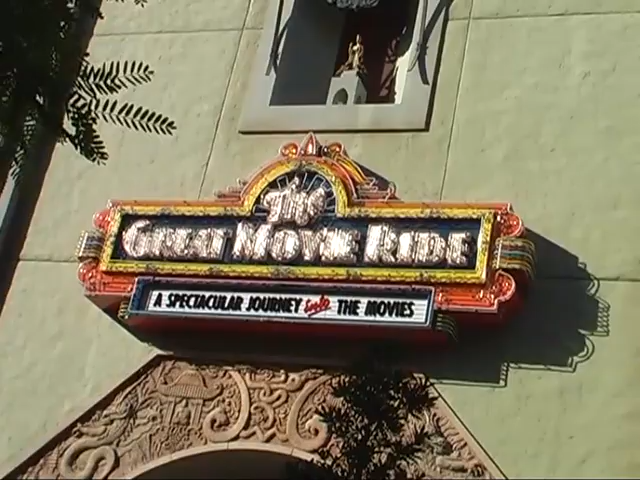 The
GREAT MOVIE RIDE
A SPECTACULAR JOURNEY into THE MOVIES